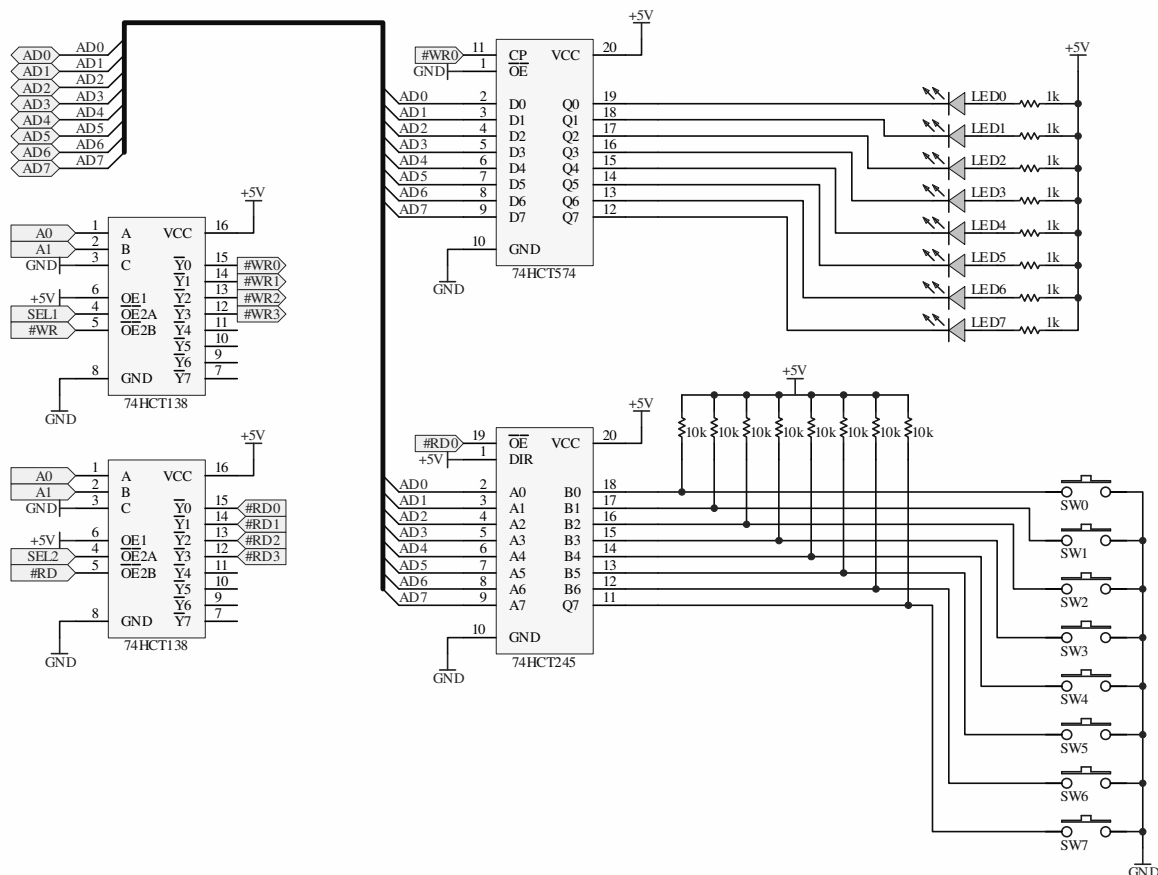 AD0 AD0
AD1 AD1
AD2 AD2
AD3 AD3
AD4 AD4
AD5 AD5
AD6 AD6
AD7 AD7
+5V
A0 1 A VCC 16
A1 2 B
GND 3 C Y0 15 #WR0
Y1 14 #WR1
+5V 6 OE1 Y2 13 #WR2
SEL1 4 OE2A Y3 12 #WR3
#WR 5 OE2B Y4 11
Y5 10
Y6 9
8 GND Y7 7
GND
74HCT138
+5V
A0 1 A VCC 16
A1 2 B
GND 3 C Y0 15 #RD0
Y1 14 #RD1
+5V 6 OE1 Y2 13 #RD2
SEL2 4 OE2A Y3 12 #RD3
#RD 5 OE2B Y4 11
Y5 10
Y6 9
8 GND Y7 7
GND
74HCT138
+5V
#WR0 11 CP VCC 20
GND 1 OE
AD0 2 D0 Q0 19
AD1 3 D1 Q1 18
AD2 4 D2 Q2 17
AD3 5 D3 Q3 16
AD4 6 D4 Q4 15
AD5 7 D5 Q5 14
AD6 8 D6 Q6 13
AD7 9 D7 Q7 12
10 GND
GND
74HCT574
+5V
LED0 1k
LED1 1k
LED2 1k
LED3 1k
LED4 1k
LED5 1k
LED6 1k
LED7 1k
+5V
#RD0 19 OE VCC 20
+5V 1 DIR
AD0 2 A0 B0 18
AD1 3 A1 B1 17
AD2 4 A2 B2 16
AD3 5 A3 B3 15
AD4 6 A4 B4 14
AD5 7 A5 B5 13
AD6 8 A6 B6 12
AD7 9 A7 Q7 11
10 GND
GND
74HCT245
+5V
10k 10k 10k 10k 10k 10k 10k 10k
SW0
SW1
SW2
SW3
SW4
SW5
SW6
SW7
GND